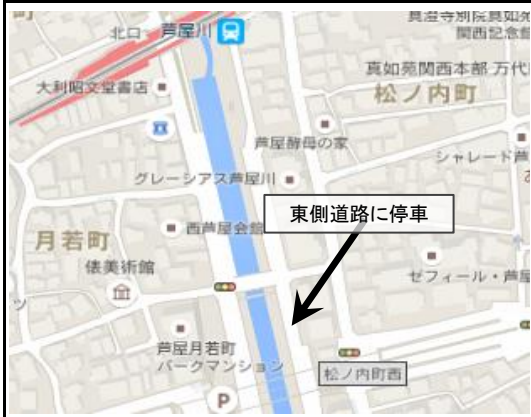 北口
芦屋川
大利昭文堂書店
真如苑関西本部
松ノ内町
芦屋酵母の家
グレーシアス芦屋川
シャレード芦
東側道路に停車
月若町
西芦屋会館
俵美術館
ゼフィール・芦屋
芦屋月若町
パークマンション
松ノ内町西
P